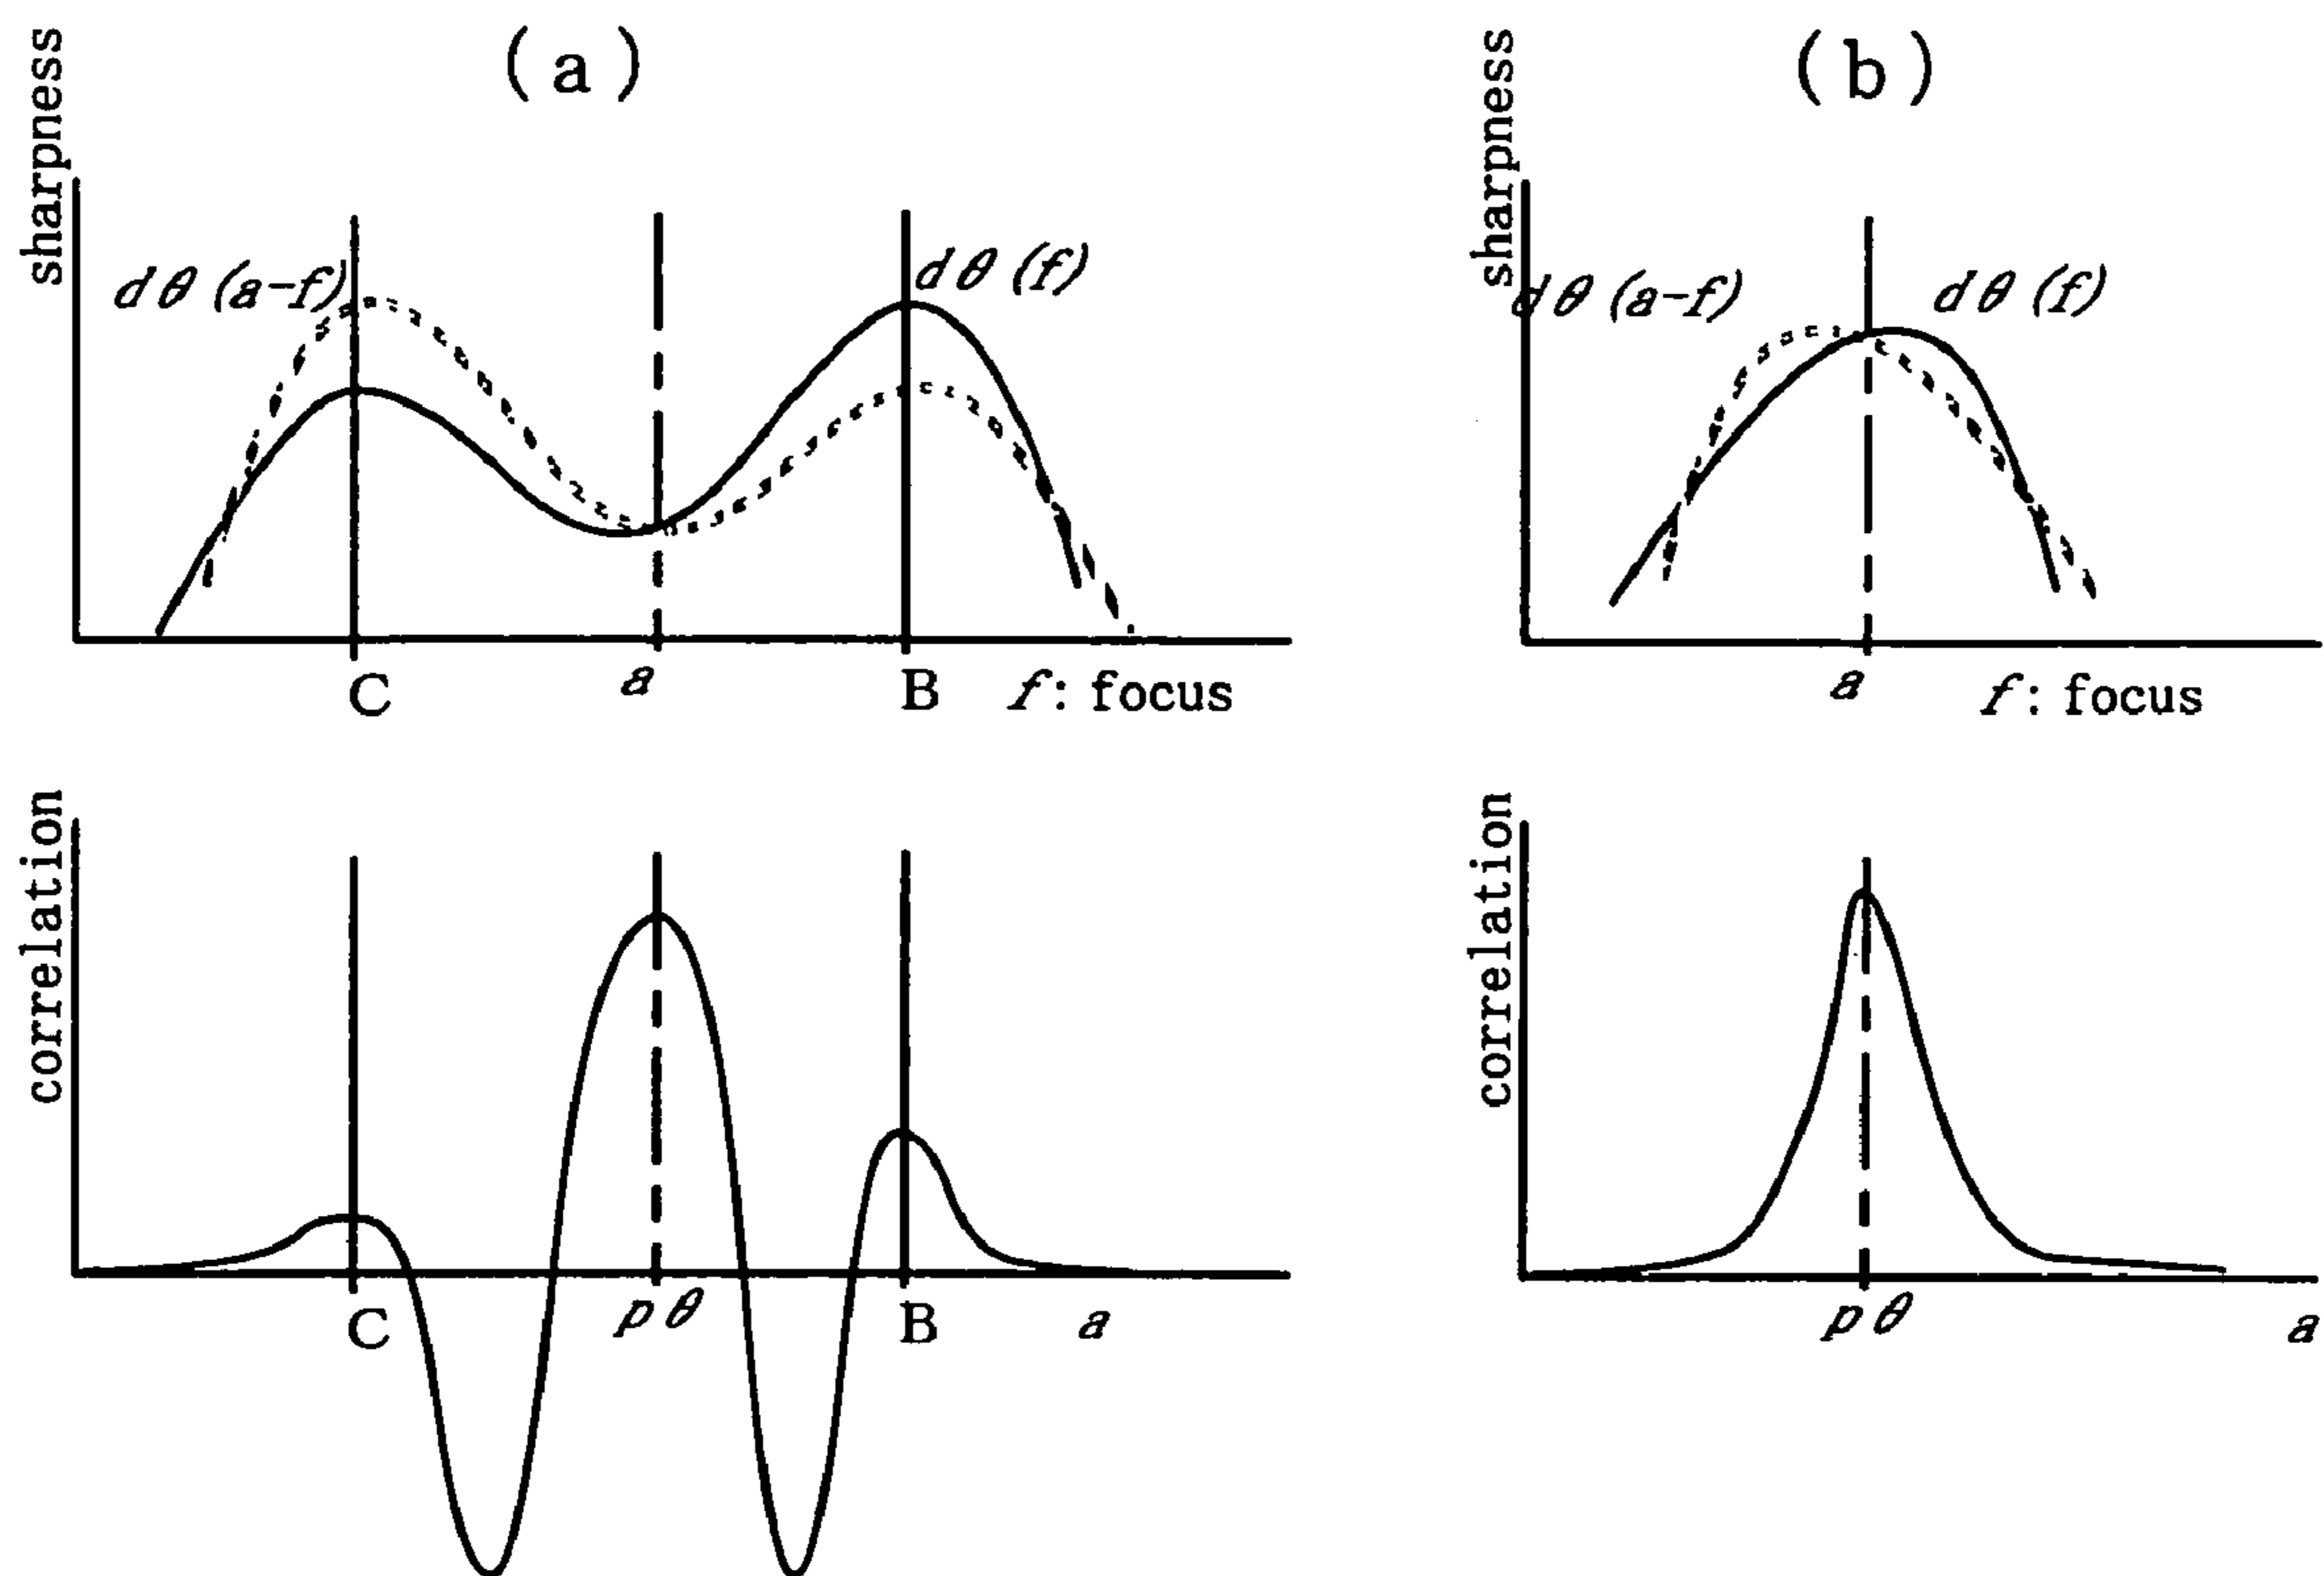 (a)
sharpness
dθ(a-f)
dθ(f)
C
a
B
f: focus
correlation
C
pθ
B
a
(b)
sharpness
dθ(a-f)
dθ(f)
a
f: focus
correlation
pθ
a